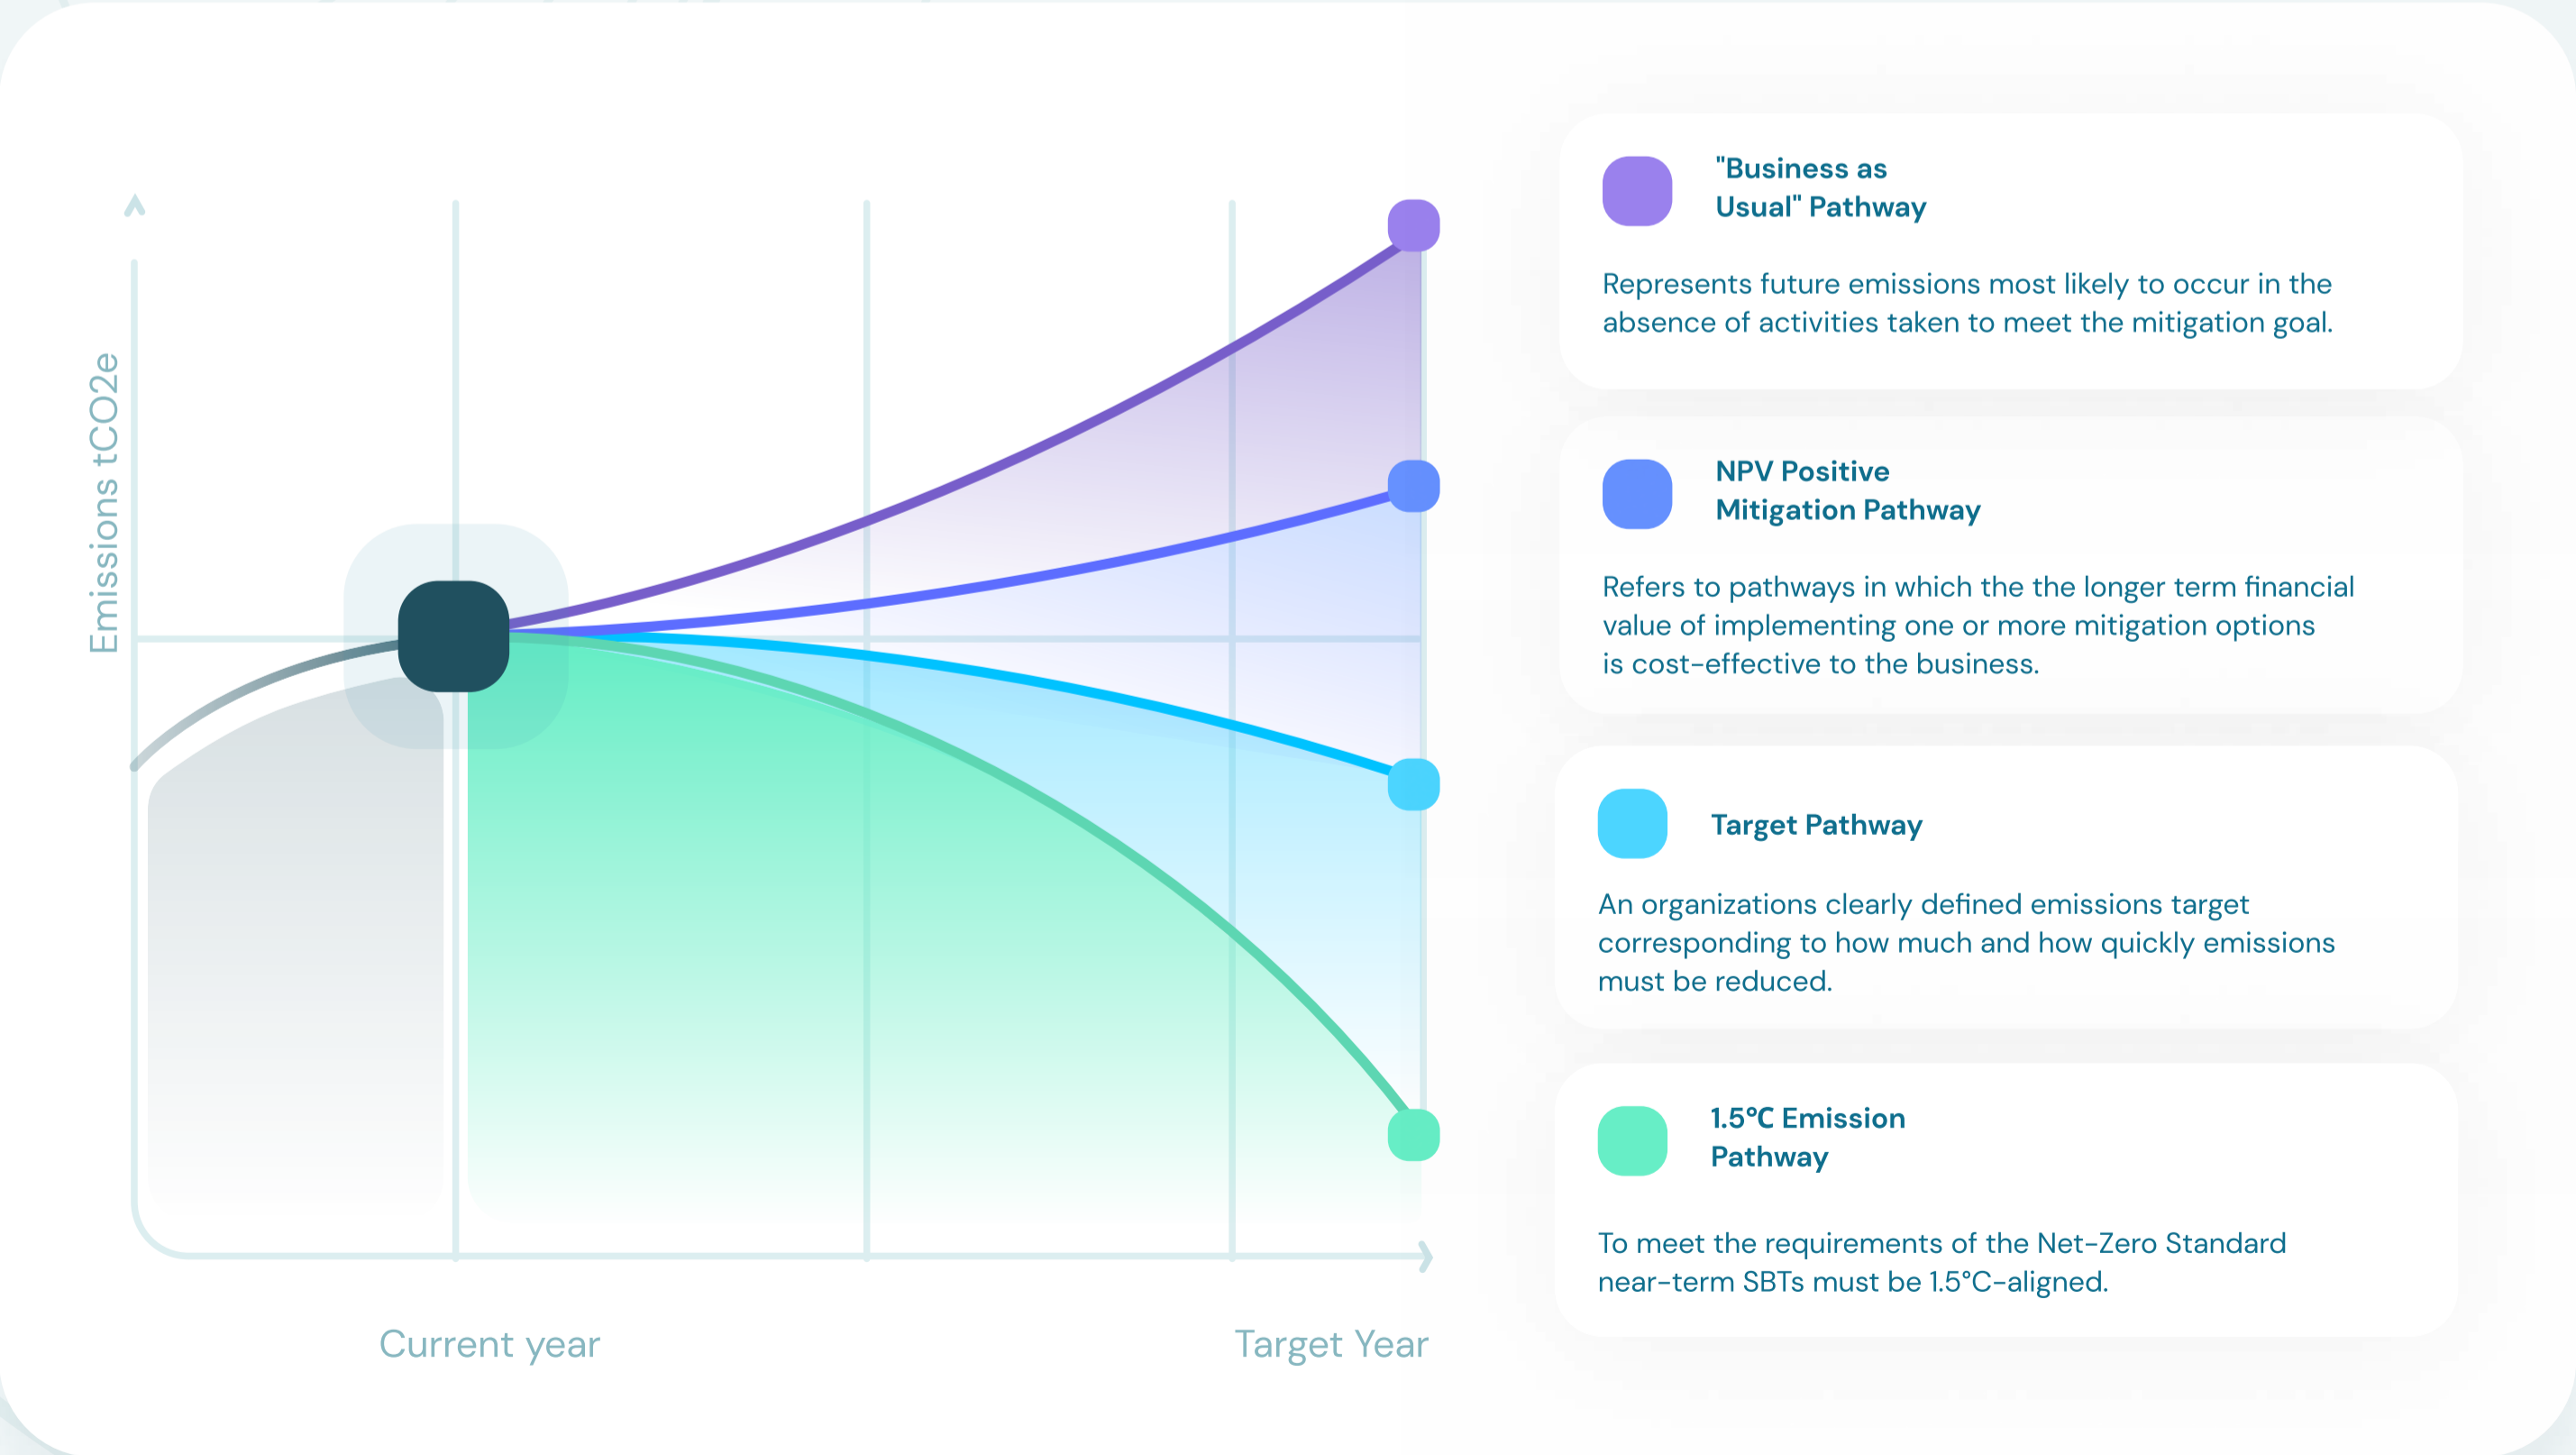 Emissions tCO2e
Current year
Target Year
"Business as
Usual" Pathway
Represents future emissions most likely to occur in the
absence of activities taken to meet the mitigation goal.
NPV Positive
Mitigation Pathway
Refers to pathways in which the the longer term financial
value of implementing one or more mitigation options
is cost-effective to the business.
Target Pathway
An organizations clearly defined emissions target
corresponding to how much and how quickly emissions
must be reduced.
1.5°C Emission
Pathway
To meet the requirements of the Net-Zero Standard
near-term SBTs must be 1.5°C-aligned.